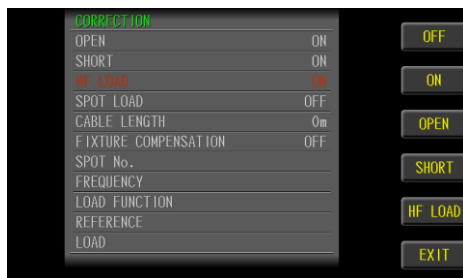 CORRECTION
OPEN ON
SHORT ON
HF LOAD ON
SPOT LOAD OFF
CABLE LENGTH 0m
FIXTURE COMPENSATION OFF
SPOT No.
FREQUENCY
LOAD FUNCTION
REFERENCE
LOAD
OFF
ON
OPEN
SHORT
HF LOAD
EXIT